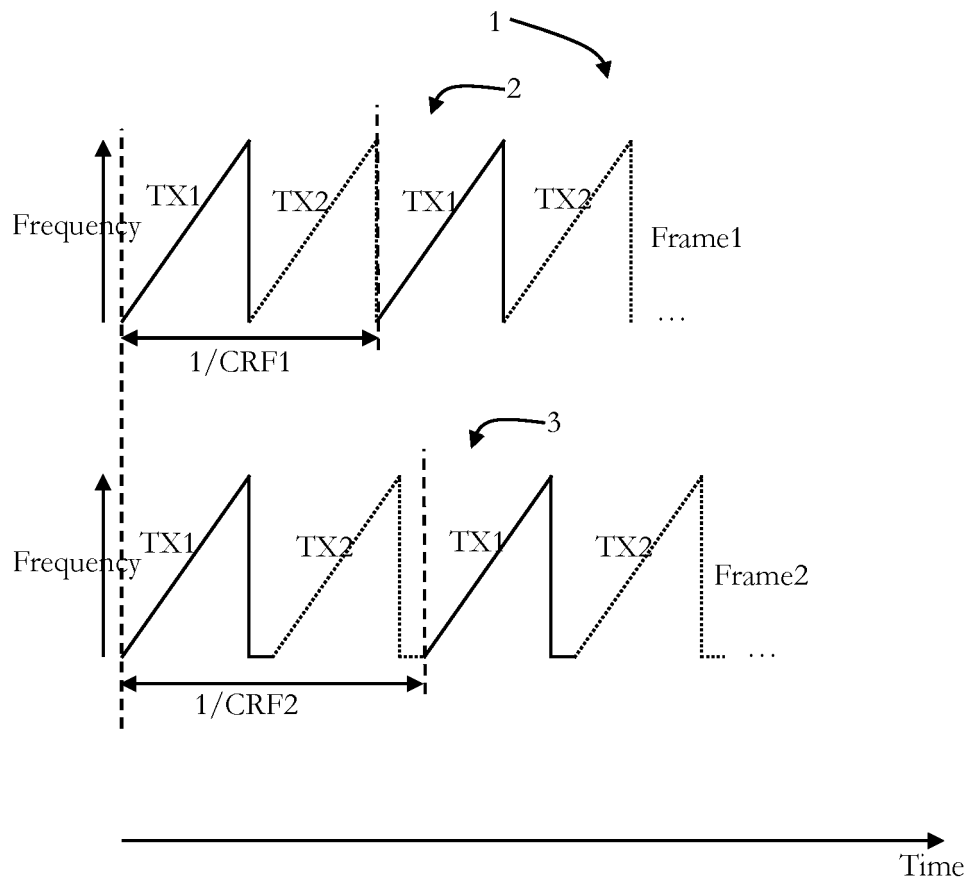 1
2
TX1
TX2
TX1
TX2
Frequency
Frame1
...
1/CRF1
3
TX1
TX2
TX1
TX2
Frequency
Frame2
...
1/CRF2
Time